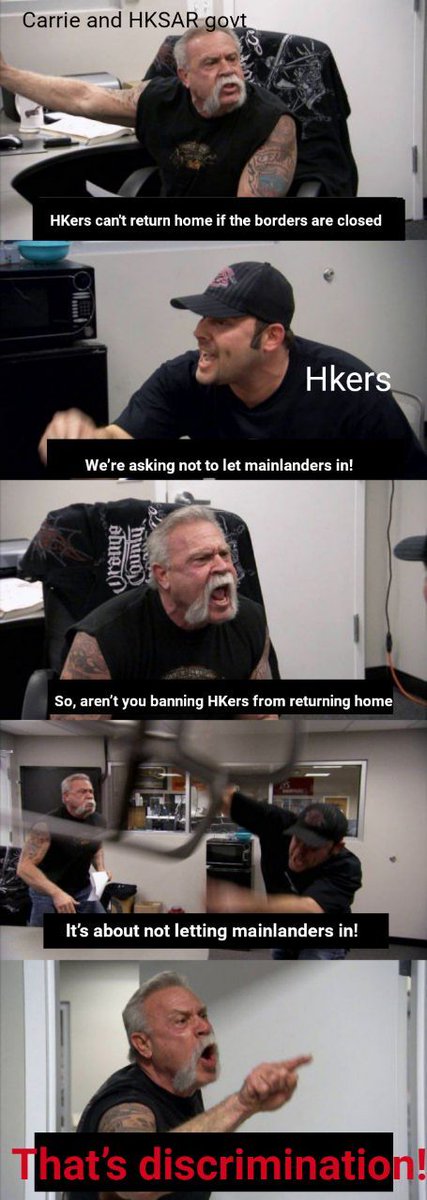 Carrie and HKSAR govt
HKers can't return home if the borders are closed
Hkers
We’re asking not to let mainlanders in!
Orange
County
So, aren’t you banning HKers from returning home
It’s about not letting mainlanders in!
That’s discrimination!